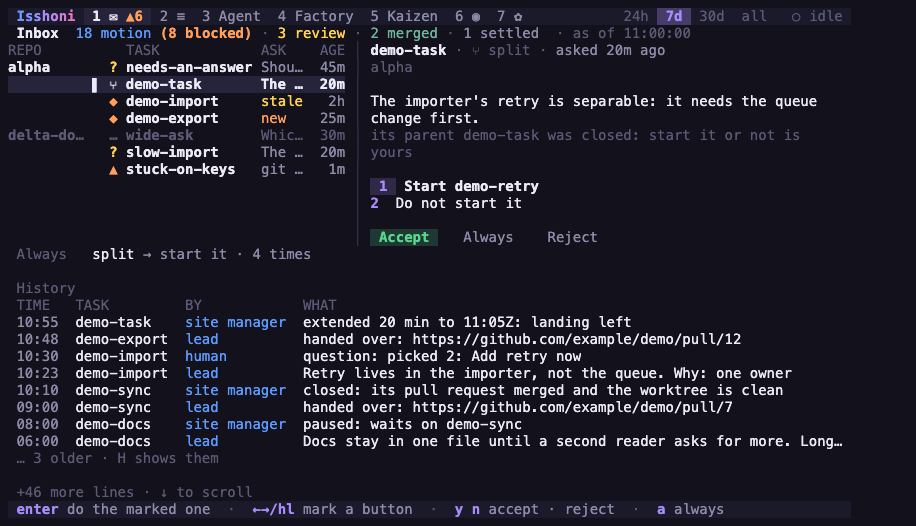 Isshoni 1 ✉ ▲6 2 ≡ 3 Agent 4 Factory 5 Kaizen 6 ◉ 7 ✿ 24h 7d 30d all ○ idle
Inbox 18 motion (8 blocked) · 3 review · 2 merged · 1 settled · as of 11:00:00
REPO TASK ASK AGE
alpha ? needs-an-answer Shou… 45m
⑂ demo-task The … 20m
◆ demo-import stale 2h
◆ demo-export new 25m
delta-do… … wide-ask Whic… 30m
? slow-import The … 20m
▲ stuck-on-keys git … 1m
demo-task · ⑂ split · asked 20m ago
alpha
The importer's retry is separable: it needs the queue
change first.
its parent demo-task was closed: start it or not is
yours
1 Start demo-retry
2 Do not start it
Accept Always Reject
Always split → start it · 4 times
History
TIME TASK BY WHAT
10:55 demo-task site manager extended 20 min to 11:05Z: landing left
10:48 demo-export lead handed over: https://github.com/example/demo/pull/12
10:30 demo-import human question: picked 2: Add retry now
10:23 demo-import lead Retry lives in the importer, not the queue. Why: one owner
10:10 demo-sync site manager closed: its pull request merged and the worktree is clean
09:00 demo-sync lead handed over: https://github.com/example/demo/pull/7
08:00 demo-docs site manager paused: waits on demo-sync
06:00 demo-docs lead Docs stay in one file until a second reader asks for more. Long…
… 3 older · H shows them
+46 more lines · ↓ to scroll
enter do the marked one · ←→/hl mark a button · y n accept · reject · a always